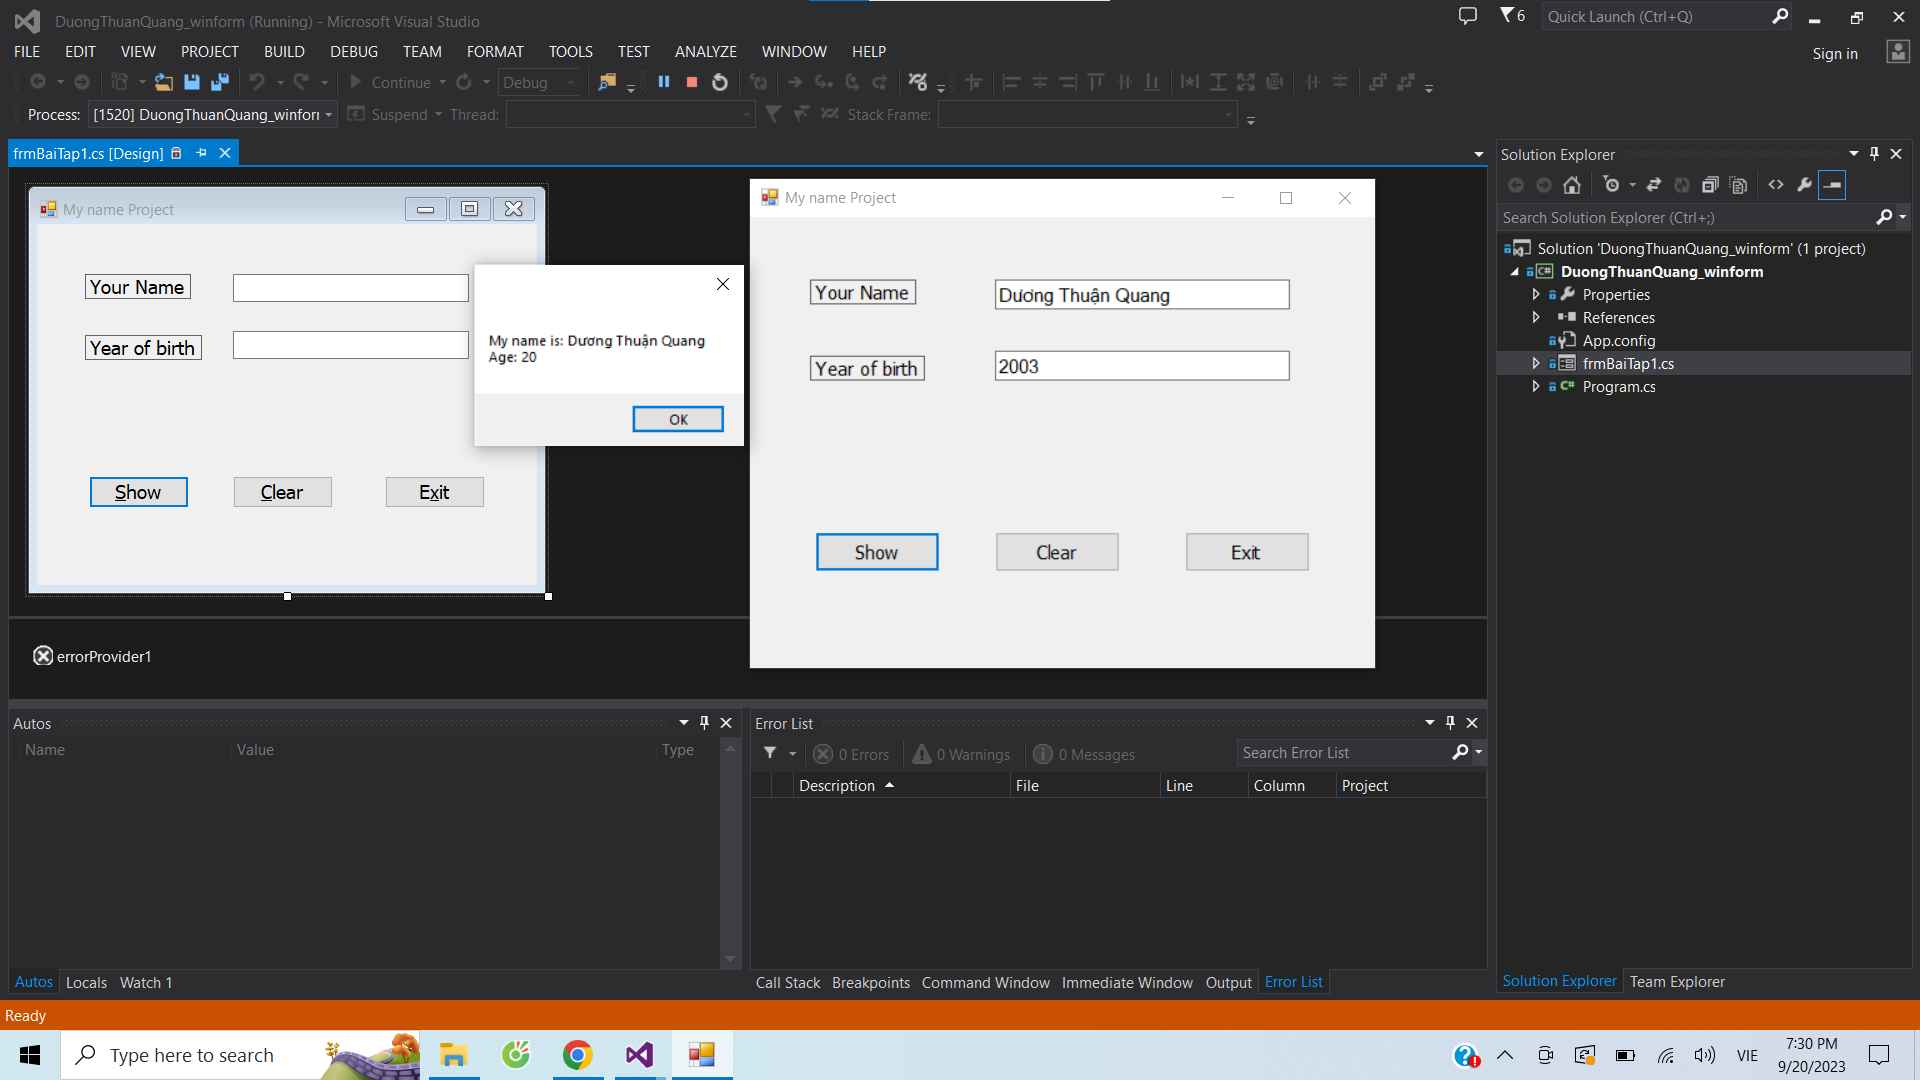 DuongThuanQuang_winform (Running) - Microsoft Visual Studio
6
Quick Launch (Ctrl+Q)
FILE EDIT VIEW PROJECT BUILD DEBUG TEAM FORMAT TOOLS TEST ANALYZE WINDOW HELP
Sign in
Continue Debug
Process: [1520] DuongThuanQuang_winforr Suspend Thread: Stack Frame:
frmBaiTap1.cs [Design]
My name Project
Your Name
Year of birth
Show Clear Exit
My name is: Dương Thuận Quang
Age: 20
OK
My name Project
Your Name Dương Thuận Quang
Year of birth 2003
Show Clear Exit
errorProvider1
Solution Explorer
Search Solution Explorer (Ctrl+;)
Solution 'DuongThuanQuang_winform' (1 project)
C# DuongThuanQuang_winform
Properties
References
App.config
frmBaiTap1.cs
C# Program.cs
Autos
Name Value Type
Autos Locals Watch 1
Error List
0 Errors 0 Warnings 0 Messages Search Error List
Description File Line Column Project
Call Stack Breakpoints Command Window Immediate Window Output Error List
Solution Explorer Team Explorer
Ready
Type here to search
VIE
7:30 PM
9/20/2023